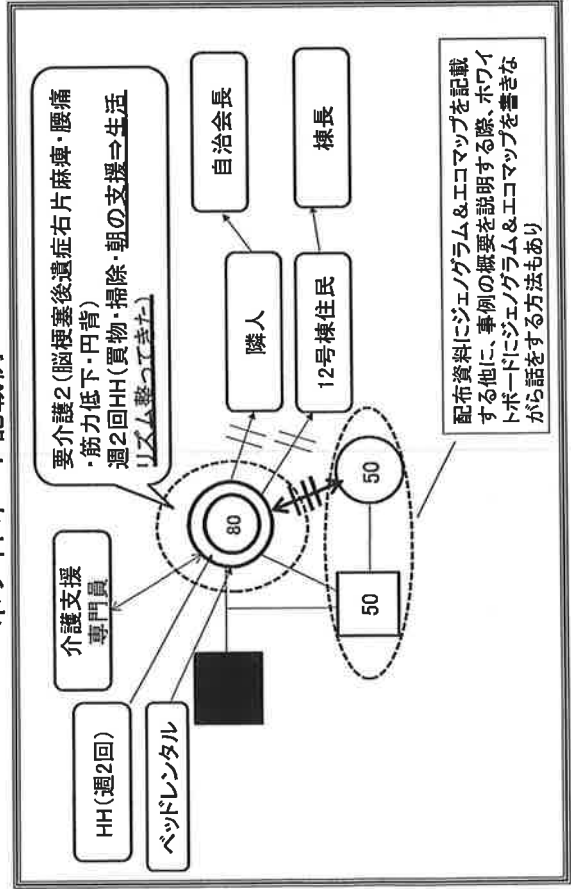 要介護2(脳梗塞後遺症右片麻痺・腰痛
・筋力低下・円背)
週2回HH(買物・掃除・朝の支援⇒生活
リズム整ってきた)
介護支援
専門員
HH(週2回)
ベッドレンタル
80
隣人
自治会長
12号棟住民
棟長
50
50
配布資料にジェノグラム&エコマップを記載
する他に、事例の概要を説明する際、ホワイ
トボードにジェノグラム&エコマップを書きな
がら話をする方法もあり